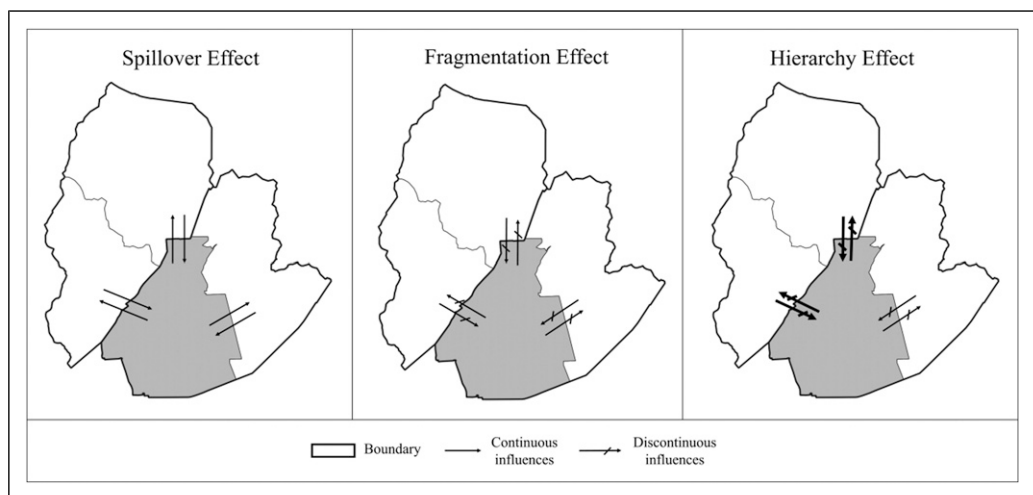 Spillover Effect
Fragmentation Effect
Hierarchy Effect
Boundary
Continuous
influences
Discontinuous
influences